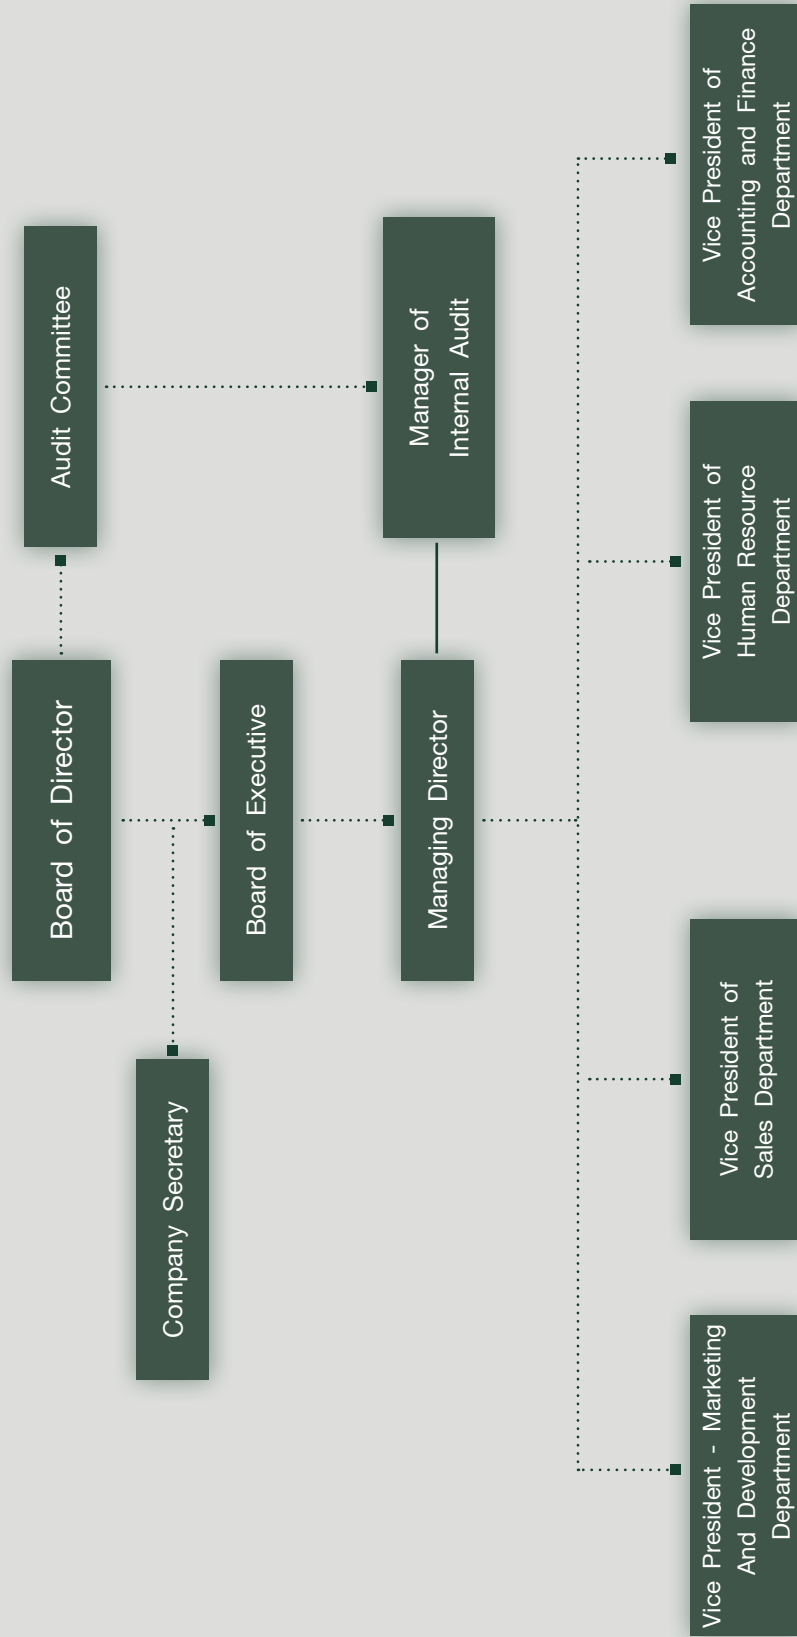 Board of Director
Audit Committee
Company Secretary
Board of Executive
Managing Director
Manager of
Internal Audit
Vice President - Marketing
And Development
Department
Vice President of
Sales Department
Vice President of
Human Resource
Department
Vice President of
Accounting and Finance
Department